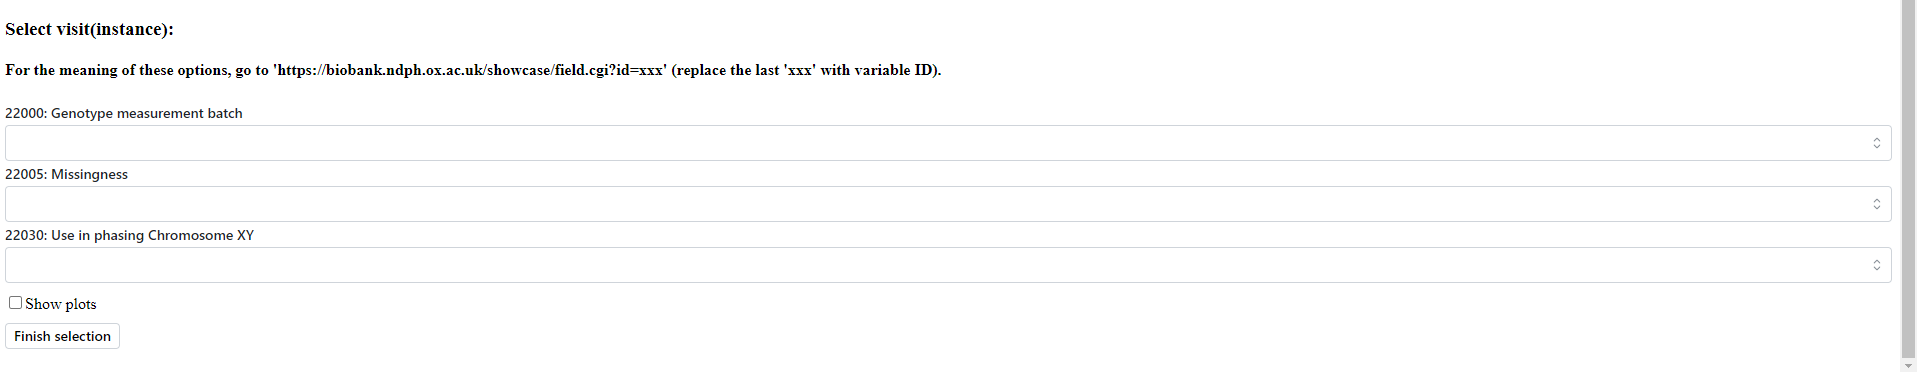 Select visit(instance):
For the meaning of these options, go to 'https://biobank.ndph.ox.ac.uk/showcase/field.cgi?id=xxx' (replace the last 'xxx' with variable ID).
22000: Genotype measurement batch
22005: Missingness
22030: Use in phasing Chromosome XY
Show plots
Finish selection